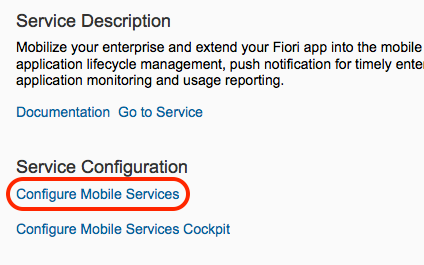 Service Description
Mobilize your enterprise and extend your Fiori app into the mobile
application lifecycle management, push notification for timely ente
application monitoring and usage reporting.
Documentation Go to Service
Service Configuration
Configure Mobile Services
Configure Mobile Services Cockpit